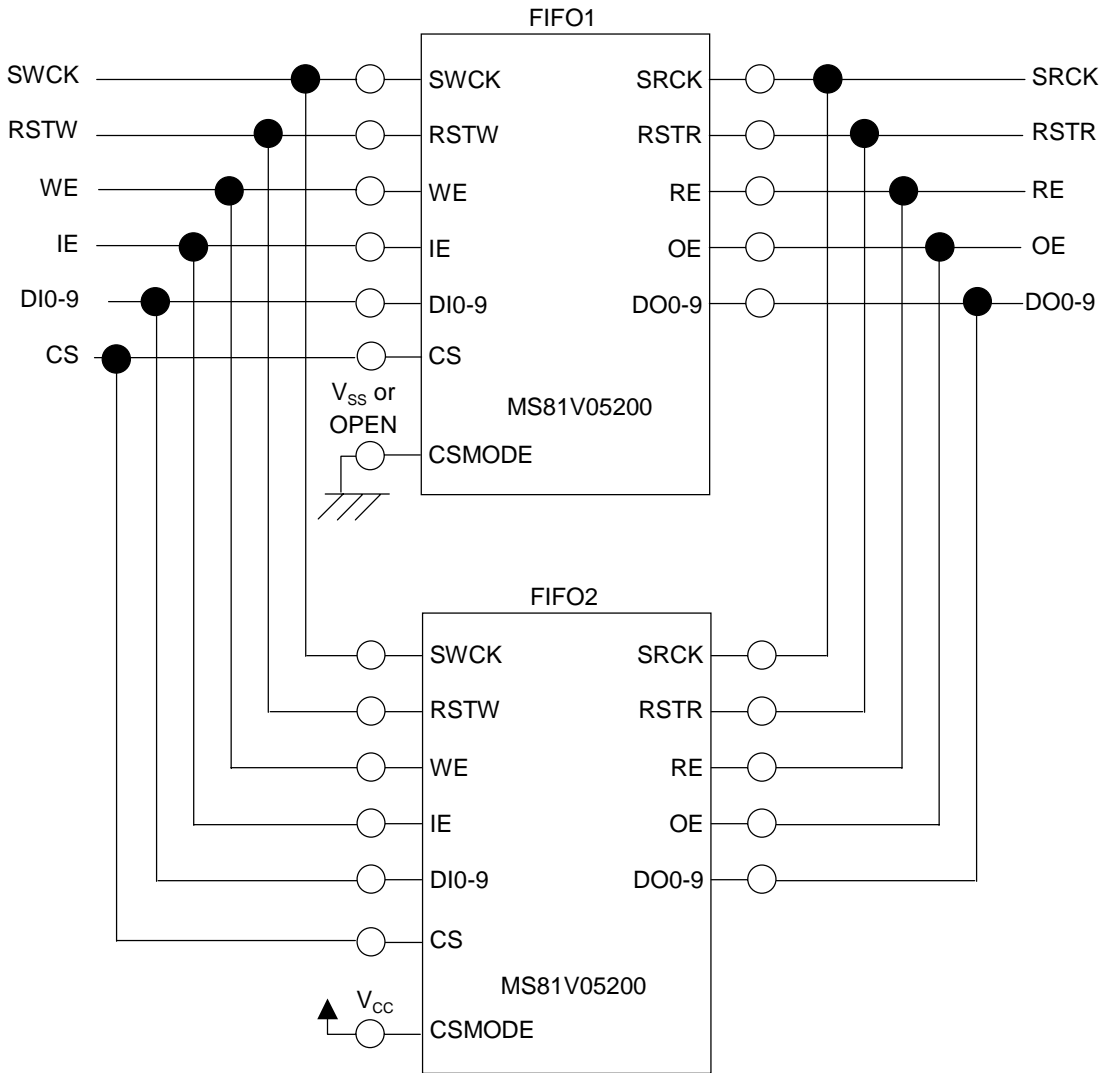 FIFO1
SWCK SWCK SRCK SRCK
RSTW RSTW RSTR RSTR
WE WE RE RE
IE IE OE OE
DI0-9 DI0-9 DO0-9 DO0-9
CS CS
VSS or
OPEN
MS81V05200
CSMODE
FIFO2
SWCK SRCK
RSTW RSTR
WE RE
IE OE
DI0-9 DO0-9
CS
MS81V05200
VCC
CSMODE